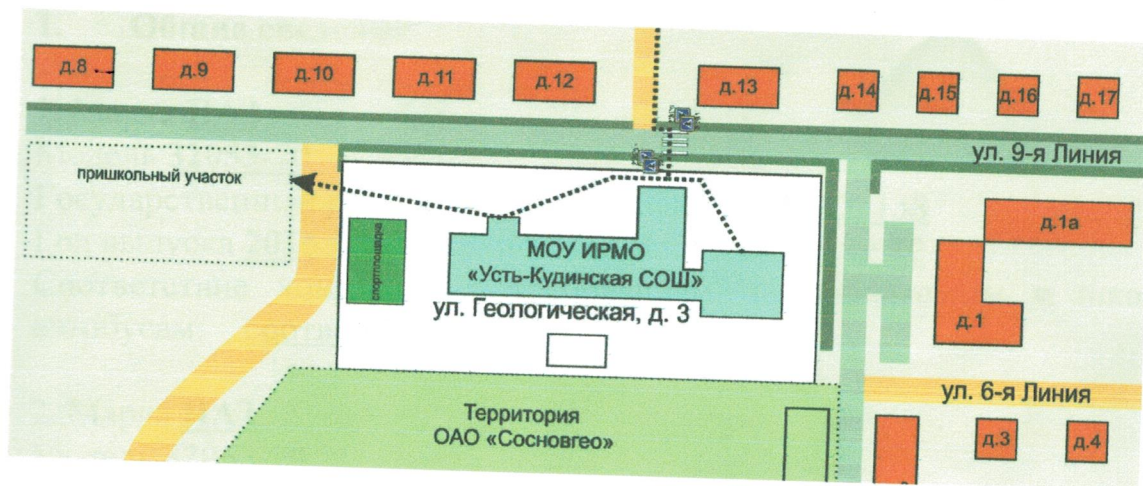 д.8
д.9
д.10
д.11
д.12
д.13
д.14
д.15
д.16
д.17
ул. 9-я Линия
пришкольный участок
спортплощадка
МОУ ИРМО
«Усть-Кудинская СОШ»
ул. Геологическая, д. 3
д.1а
д.1
ул. 6-я Линия
Территория
ОАО «Сосновгео»
д.3
д.4